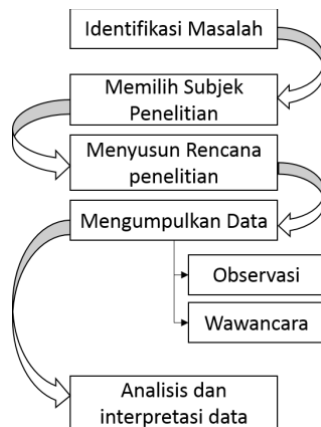 Identifikasi Masalah
Memilih Subjek
Penelitian
Menyusun Rencana
penelitian
Mengumpulkan Data
Observasi
Wawancara
Analisis dan
interpretasi data